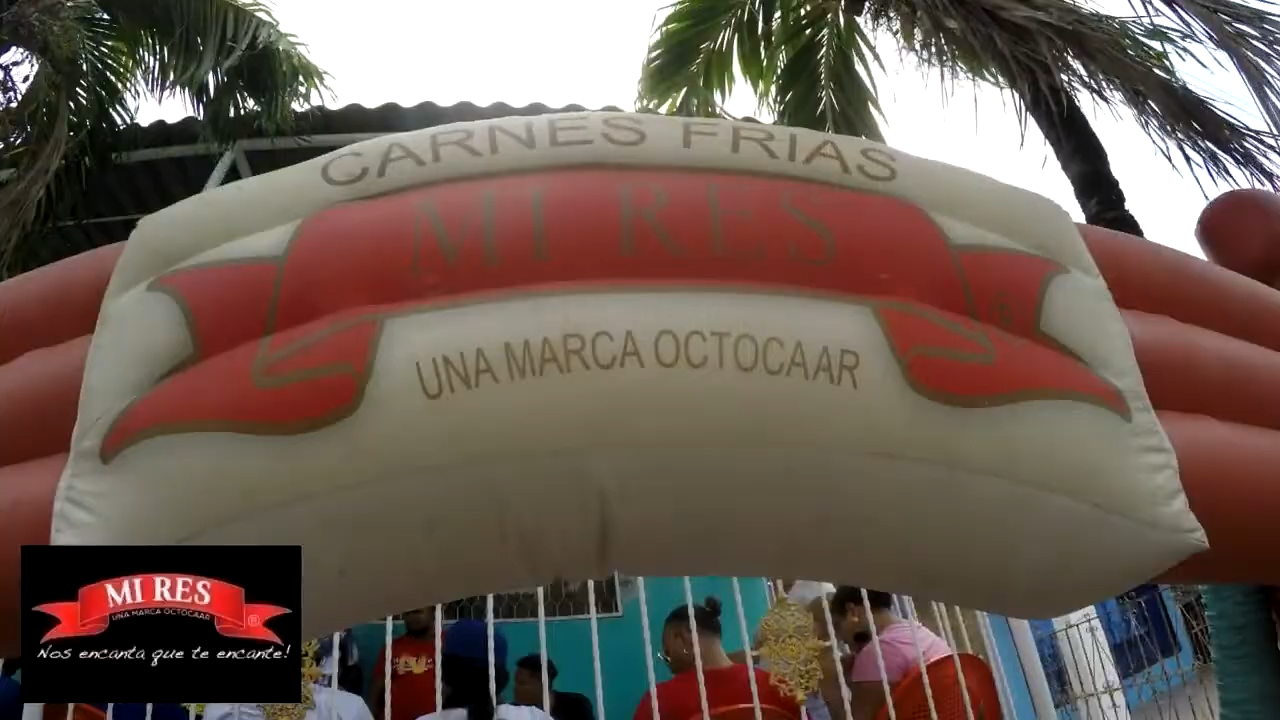 CARNES FRIAS
MI RES
®
UNA MARCA OCTOCAAR
MI RES
UNA MARCA OCTOCAAR
®
Nos encanta que te encante!